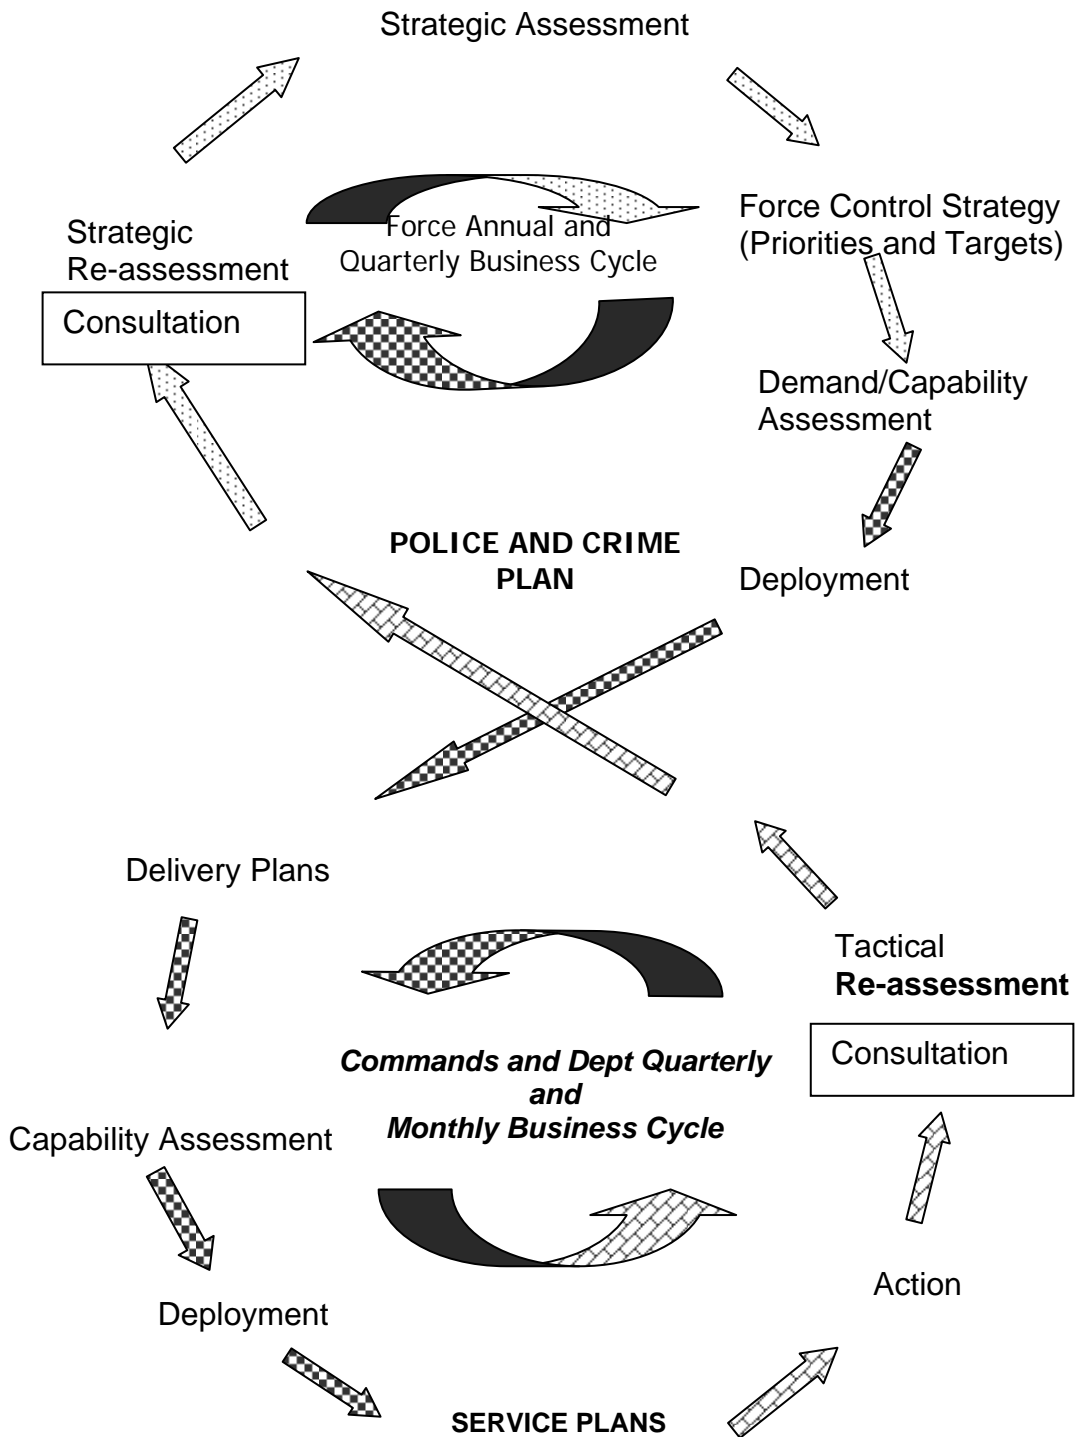 Strategic Assessment
Force Control Strategy
(Priorities and Targets)
Force Annual and
Quarterly Business Cycle
Strategic
Re-assessment
Consultation
Demand/Capability
Assessment
POLICE AND CRIME
PLAN
Deployment
Delivery Plans
Tactical
Re-assessment
Consultation
Commands and Dept Quarterly
and
Monthly Business Cycle
Capability Assessment
Action
Deployment
SERVICE PLANS